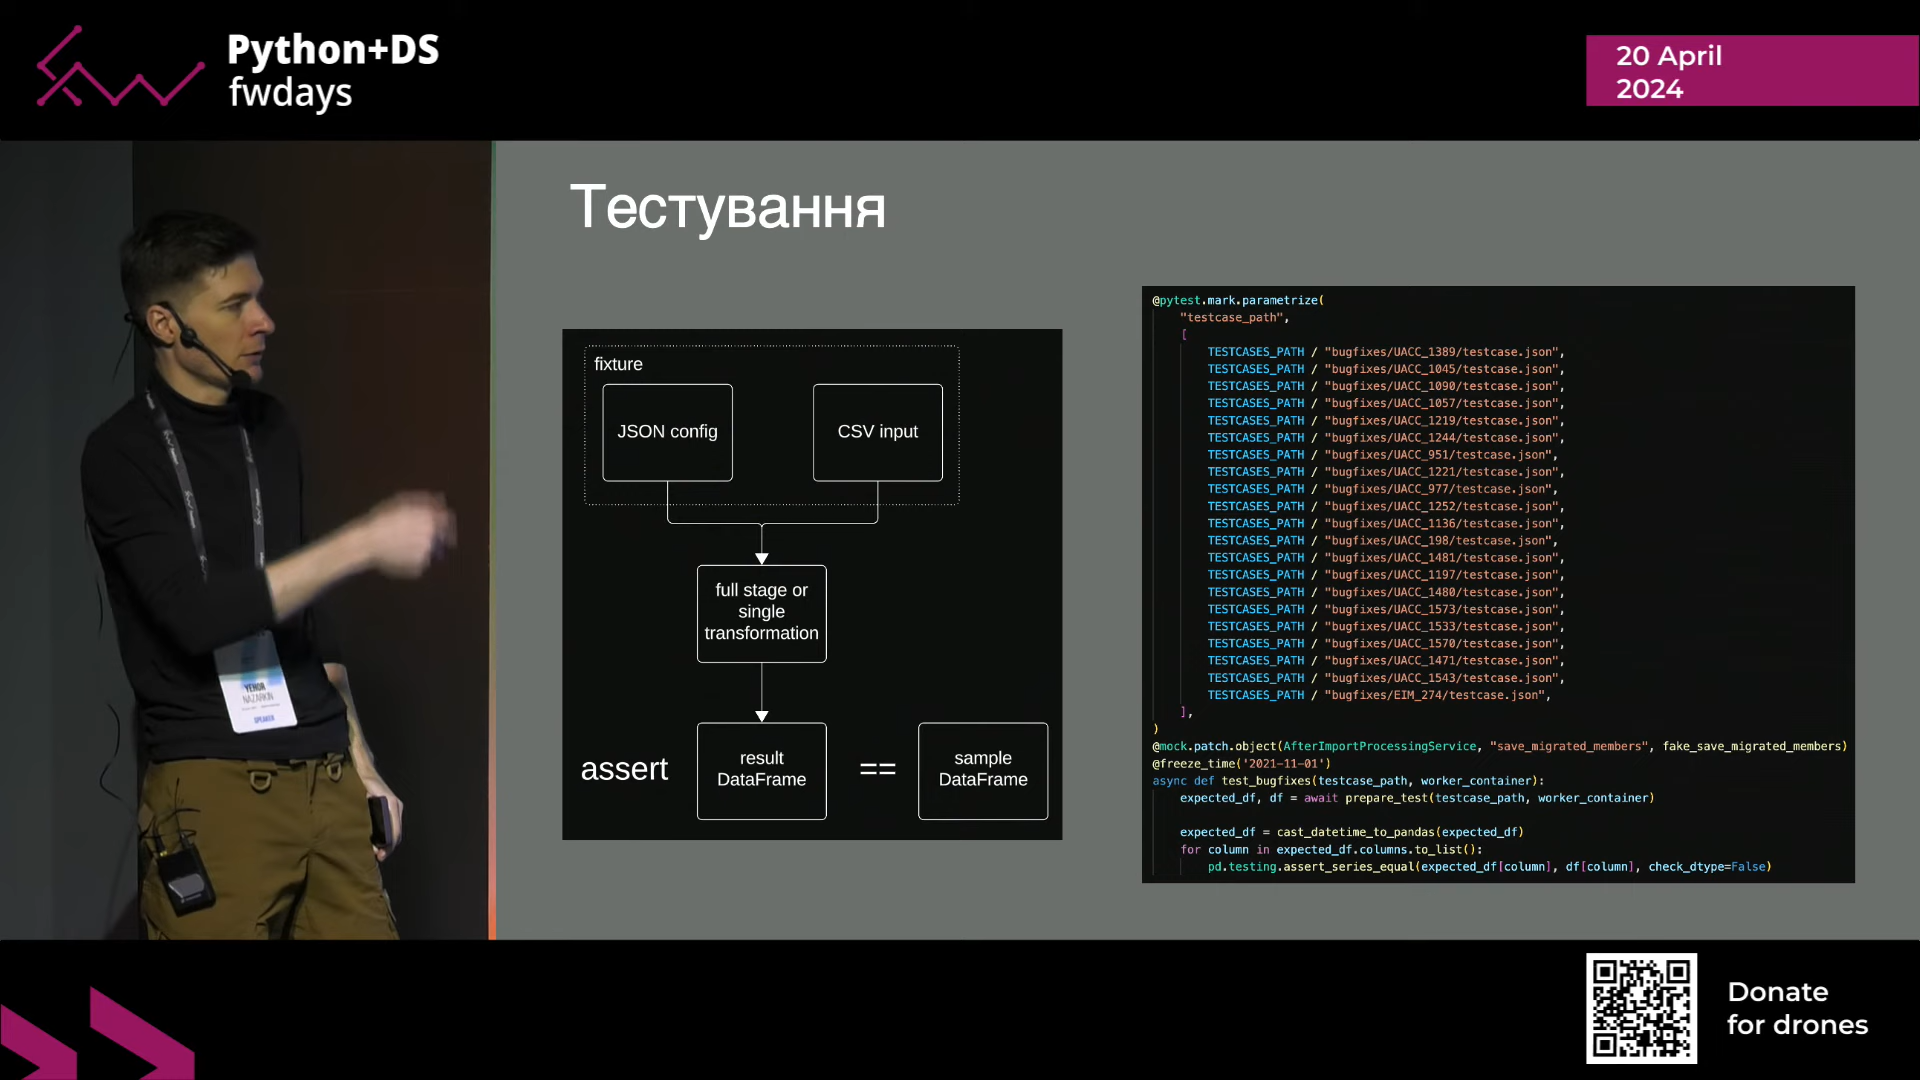 Python+DS
fwdays
20 April
2024
Тестування
fixture
JSON config
CSV input
full stage or
single
transformation
assert
result
DataFrame
==
sample
DataFrame
@pytest.mark.parametrize(
"testcase_path",
[
TESTCASES_PATH / "bugfixes/UACC_1389/testcase.json",
TESTCASES_PATH / "bugfixes/UACC_1045/testcase.json",
TESTCASES_PATH / "bugfixes/UACC_1090/testcase.json",
TESTCASES_PATH / "bugfixes/UACC_1057/testcase.json",
TESTCASES_PATH / "bugfixes/UACC_1219/testcase.json",
TESTCASES_PATH / "bugfixes/UACC_1244/testcase.json",
TESTCASES_PATH / "bugfixes/UACC_951/testcase.json",
TESTCASES_PATH / "bugfixes/UACC_1221/testcase.json",
TESTCASES_PATH / "bugfixes/UACC_977/testcase.json",
TESTCASES_PATH / "bugfixes/UACC_1252/testcase.json",
TESTCASES_PATH / "bugfixes/UACC_1136/testcase.json",
TESTCASES_PATH / "bugfixes/UACC_198/testcase.json",
TESTCASES_PATH / "bugfixes/UACC_1481/testcase.json",
TESTCASES_PATH / "bugfixes/UACC_1197/testcase.json",
TESTCASES_PATH / "bugfixes/UACC_1480/testcase.json",
TESTCASES_PATH / "bugfixes/UACC_1573/testcase.json",
TESTCASES_PATH / "bugfixes/UACC_1533/testcase.json",
TESTCASES_PATH / "bugfixes/UACC_1570/testcase.json",
TESTCASES_PATH / "bugfixes/UACC_1471/testcase.json",
TESTCASES_PATH / "bugfixes/UACC_1543/testcase.json",
TESTCASES_PATH / "bugfixes/EIM_274/testcase.json",
],
)
@mock.patch.object(AfterImportProcessingService, "save_migrated_members", fake_save_migrated_members)
@freeze_time('2021-11-01')
async def test_bugfixes(testcase_path, worker_container):
expected_df, df = await prepare_test(testcase_path, worker_container)
expected_df = cast_datetime_to_pandas(expected_df)
for column in expected_df.columns.to_list():
pd.testing.assert_series_equal(expected_df[column], df[column], check_dtype=False)
YEHOR
NAZARKIN
SPEAKER
Donate
for drones